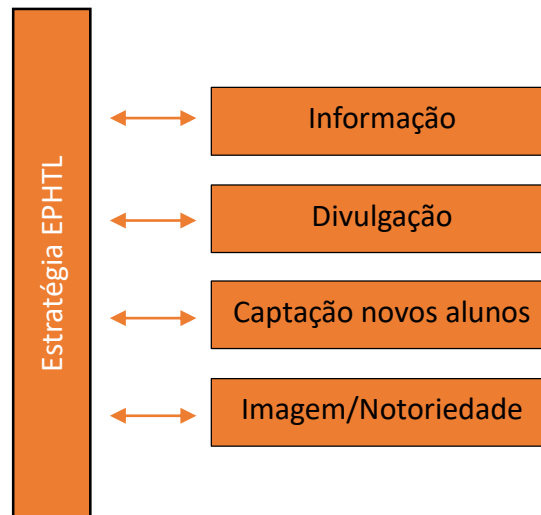 Estratégia EPHTL
Informação
Divulgação
Captação novos alunos
Imagem/Notoriedade